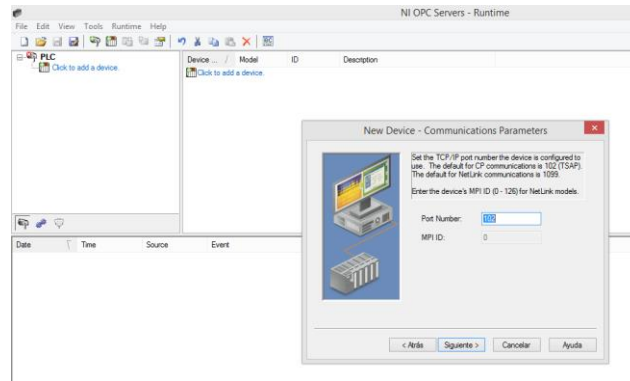 NI OPC Servers - Runtime
File Edit View Tools Runtime Help
PLC
Click to add a device.
Device ... / Model ID Description
Click to add a device.
New Device - Communications Parameters
Set the TCP/IP port number the device is configured to
use. The default for CP communications is 102 (TSAP).
The default for NetLink communications is 1099.
Enter the device's MPI ID (0 - 126) for NetLink models.
Port Number: 102
MPI ID: 0
Date Time Source Event
< Atrás Siguiente > Cancelar Ayuda